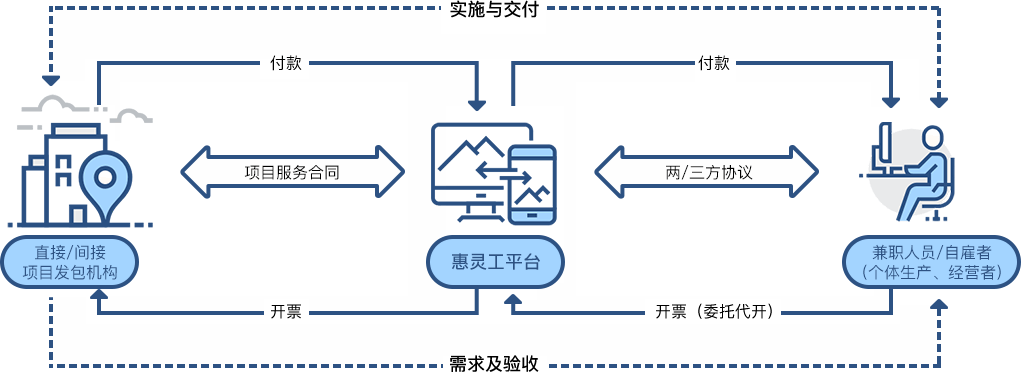 实施与交付
付款
付款
项目服务合同
两/三方协议
直接/间接
项目发包机构
惠灵工平台
兼职人员/自雇者
(个体生产、经营者)
开票
开票（委托代开）
需求及验收